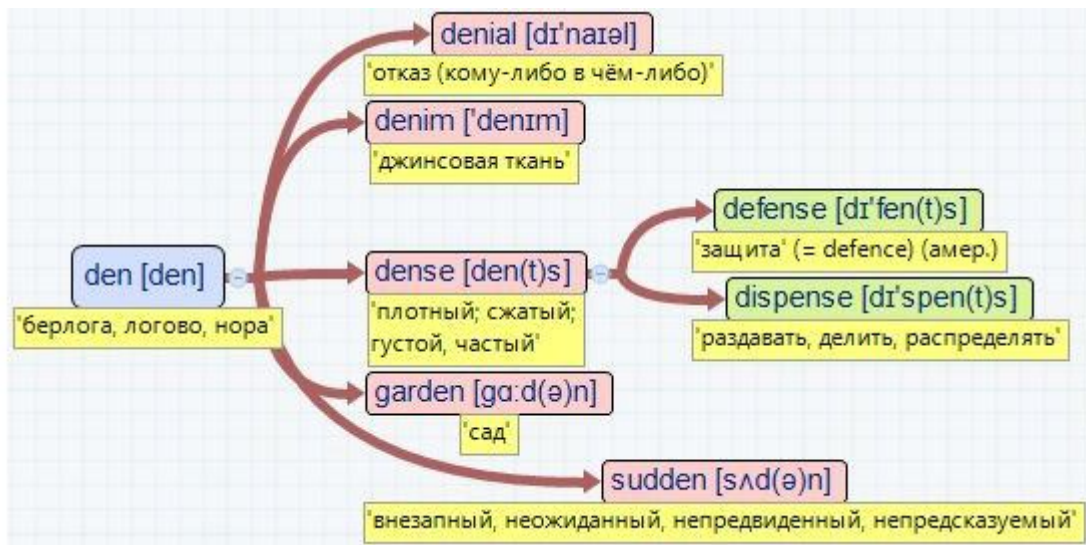 denial [dɪ'naɪəl]
'отказ (кому-либо в чём-либо)'
denim ['denɪm]
'джинсовая ткань'
defense [dɪ'fen(t)s]
'защита' (= defence) (амер.)
den [den]
'берлога, логово, нора'
dense [den(t)s]
'плотный; сжатый;
густой, частый'
dispense [dɪ'spen(t)s]
'раздавать, делить, распределять'
garden [gɑ:d(ə)n]
'сад'
sudden [sʌd(ə)n]
'внезапный, неожиданный, непредвиденный, непредсказуемый'